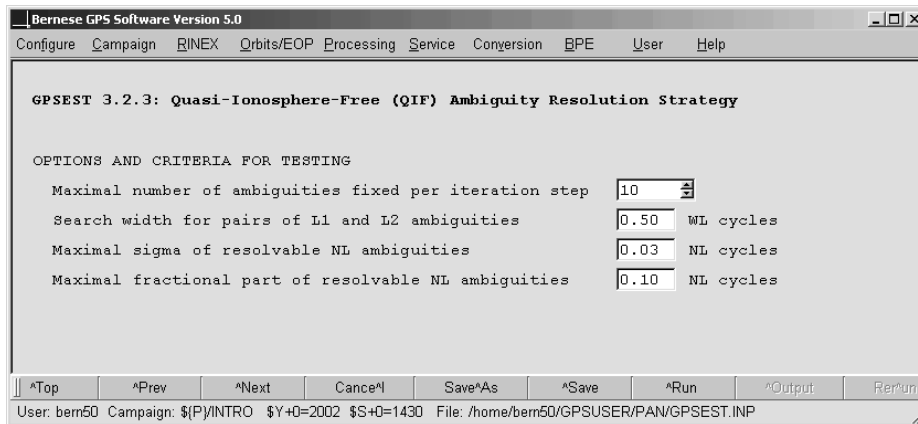 Bernese GPS Software Version 5.0
Configure Campaign RINEX Orbits/EOP Processing Service Conversion BPE User Help
GPSEST 3.2.3: Quasi-Ionosphere-Free (QIF) Ambiguity Resolution Strategy
OPTIONS AND CRITERIA FOR TESTING
Maximal number of ambiguities fixed per iteration step 10
Search width for pairs of L1 and L2 ambiguities 0.50 WL cycles
Maximal sigma of resolvable NL ambiguities 0.03 NL cycles
Maximal fractional part of resolvable NL ambiguities 0.10 NL cycles
^Top ^Prev ^Next Cance^l Save^As ^Save ^Run ^Output Rer^un
User: bern50 Campaign: ${P}/INTRO $Y+0=2002 $S+0=1430 File: /home/bern50/GPSUSER/PAN/GPSEST.INP